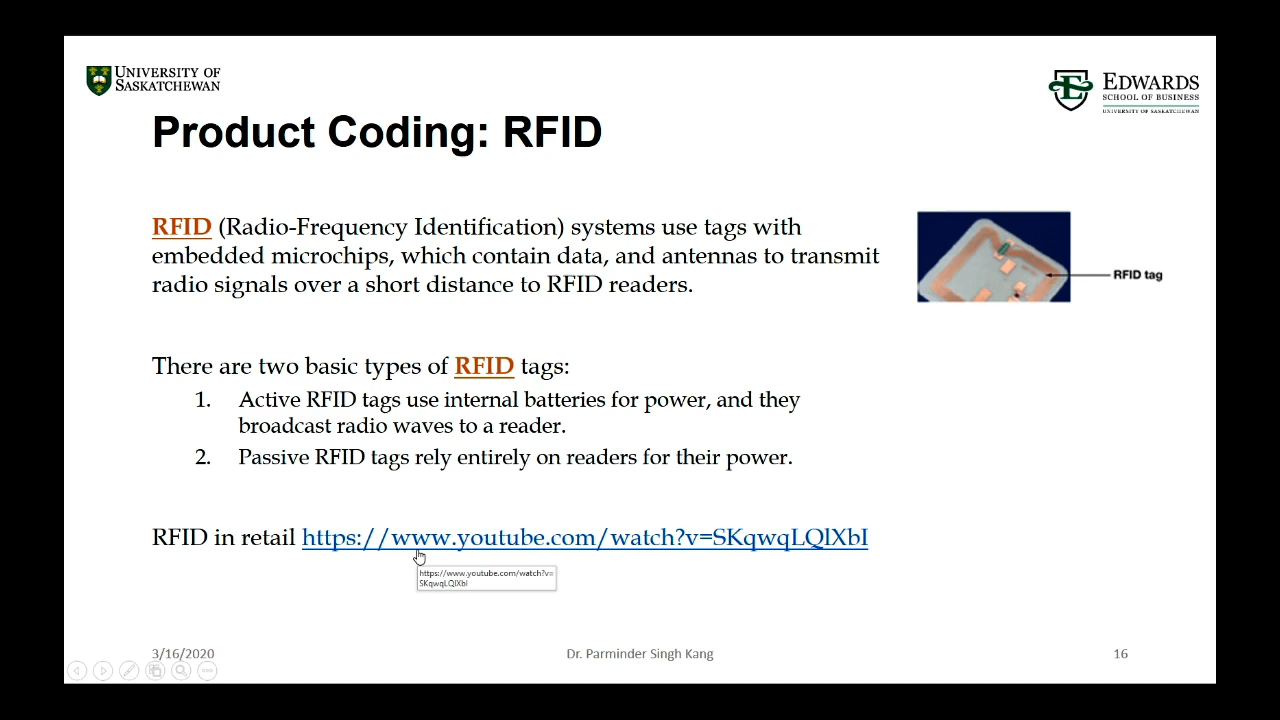 UNIVERSITY OF
SASKATCHEWAN
EDWARDS
SCHOOL OF BUSINESS
UNIVERSITY OF SASKATCHEWAN
Product Coding: RFID
RFID (Radio-Frequency Identification) systems use tags with
embedded microchips, which contain data, and antennas to transmit
radio signals over a short distance to RFID readers.
RFID tag
There are two basic types of RFID tags:
1. Active RFID tags use internal batteries for power, and they
broadcast radio waves to a reader.
2. Passive RFID tags rely entirely on readers for their power.
RFID in retail https://www.youtube.com/watch?v=SKqwqLQlXbI
https://www.youtube.com/watch?v=
SKqwqLQlXbI
3/16/2020
Dr. Parminder Singh Kang
16